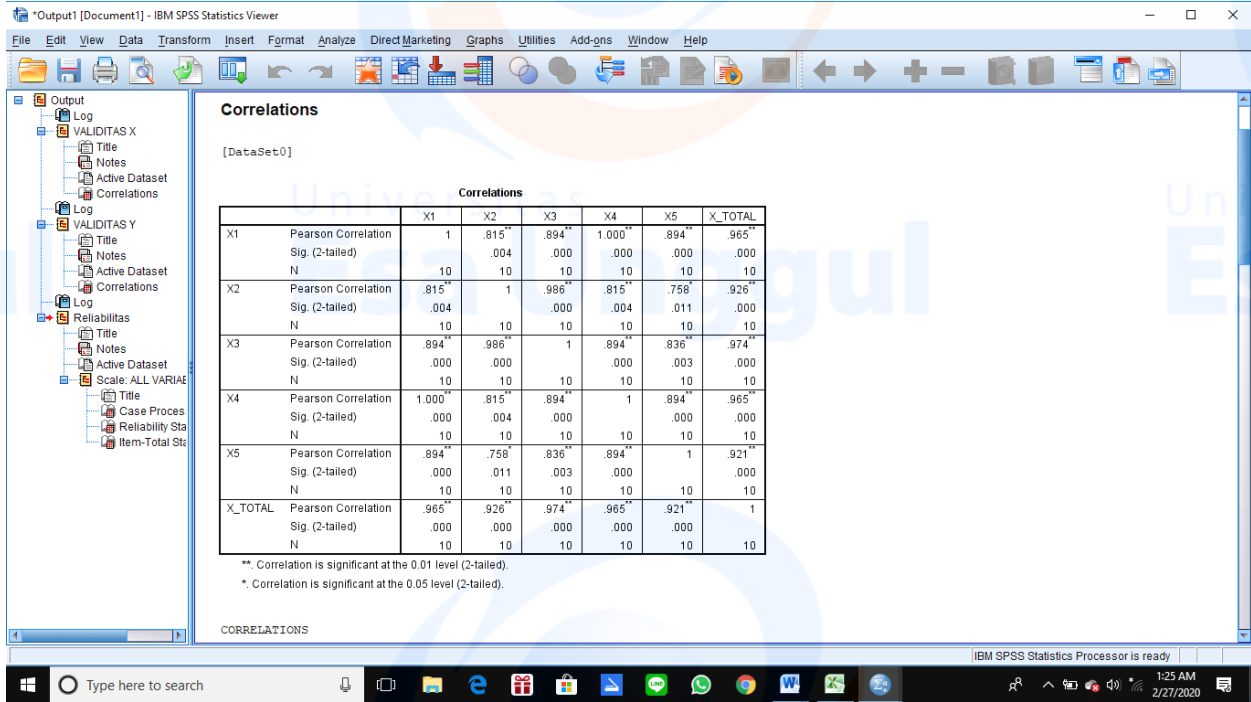 *Output1 [Document1] - IBM SPSS Statistics Viewer
File Edit View Data Transform Insert Format Analyze Direct Marketing Graphs Utilities Add-ons Window Help
Output
Log
VALIDITAS X
Title
Notes
Active Dataset
Correlations
Log
VALIDITAS Y
Title
Notes
Active Dataset
Correlations
Log
Reliabilitas
Title
Notes
Active Dataset
Scale: ALL VARIAE
Title
Case Proces
Reliability Sta
Item-Total Sta
Correlations
[DataSet0]
Correlations
X1 X2 X3 X4 X5 X_TOTAL
X1 Pearson Correlation 1 .815** .894** 1.000** .894** .965**
Sig. (2-tailed) .004 .000 .000 .000 .000
N 10 10 10 10 10 10
X2 Pearson Correlation .815** 1 .986** .815** .758* .926**
Sig. (2-tailed) .004 .000 .004 .011 .000
N 10 10 10 10 10 10
X3 Pearson Correlation .894** .986** 1 .894** .836** .974**
Sig. (2-tailed) .000 .000 .000 .003 .000
N 10 10 10 10 10 10
X4 Pearson Correlation 1.000** .815** .894** 1 .894** .965**
Sig. (2-tailed) .000 .004 .000 .000 .000
N 10 10 10 10 10 10
X5 Pearson Correlation .894** .758* .836** .894** 1 .921**
Sig. (2-tailed) .000 .011 .003 .000 .000
N 10 10 10 10 10 10
X_TOTAL Pearson Correlation .965** .926** .974** .965** .921** 1
Sig. (2-tailed) .000 .000 .000 .000 .000
N 10 10 10 10 10 10
**. Correlation is significant at the 0.01 level (2-tailed).
*. Correlation is significant at the 0.05 level (2-tailed).
CORRELATIONS
Universitas
Esa Unggul
Uni
Es
IBM SPSS Statistics Processor is ready
Type here to search
1:25 AM
2/27/2020